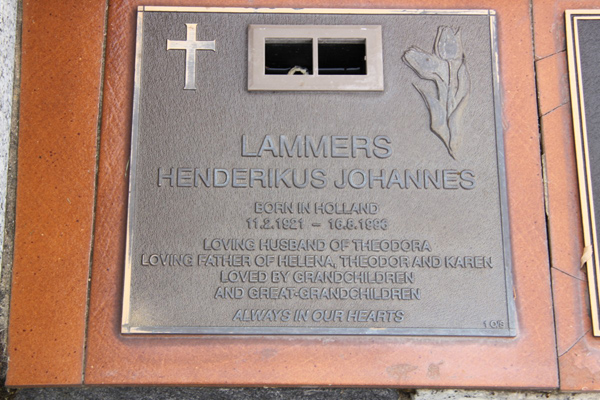 LAMMERS
HENDERIKUS JOHANNES
BORN IN HOLLAND
11.2.1921 – 16.8.1993
LOVING HUSBAND OF THEODORA
LOVING FATHER OF HELENA, THEODOR AND KAREN
LOVED BY GRANDCHILDREN
AND GREAT-GRANDCHILDREN
ALWAYS IN OUR HEARTS